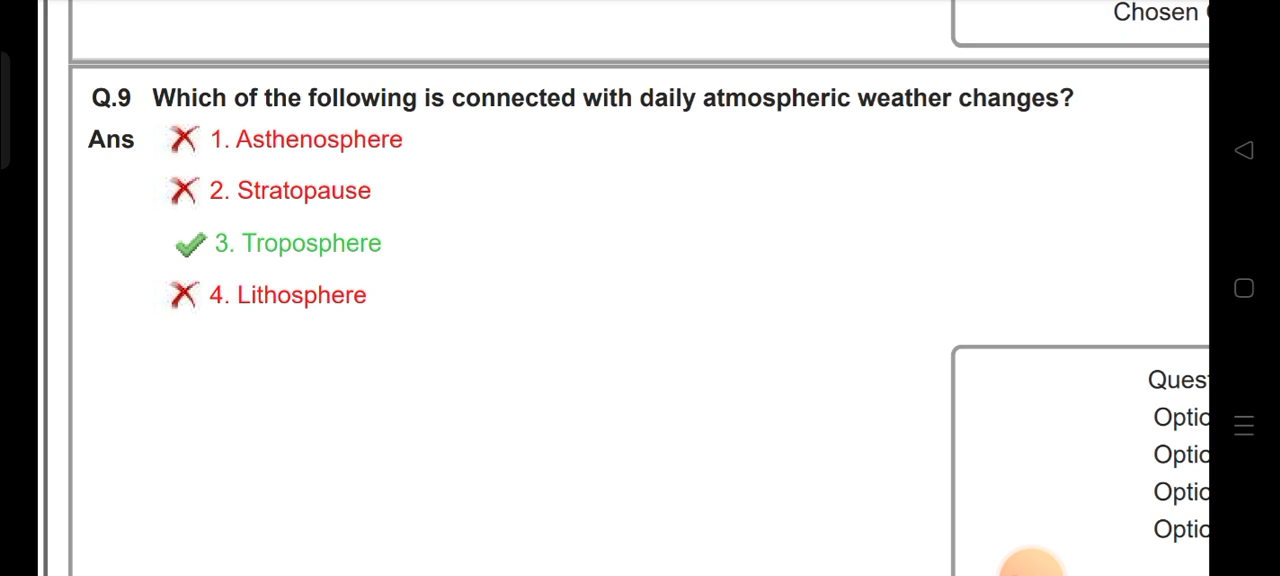 Chosen
Q.9 Which of the following is connected with daily atmospheric weather changes?
Ans 1. Asthenosphere
2. Stratopause
3. Troposphere
4. Lithosphere